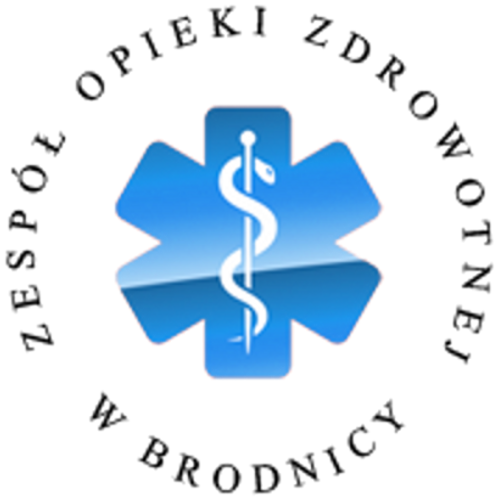 ZESPÓŁ OPIEKI ZDROWOTNEJ
W BRODNICY